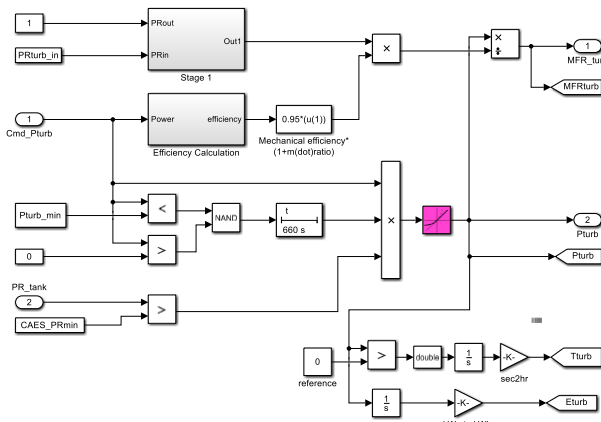 1
PRout
PRturb_in
PRin
Out1
Stage 1
×
×
÷
1
MFR_tur
MFRturb
1
Cmd_Pturb
Power
efficiency
Efficiency Calculation
0.95*(u(1))
Mechanical efficiency*
(1+m(dot)ratio)
Pturb_min
<
NAND
t
660 s
0
>
×
2
Pturb
Pturb
PR_tank
2
CAES_PRmin
>
0
reference
>
double
1
s
-K-
sec2hr
Tturb
1
s
-K-
Eturb